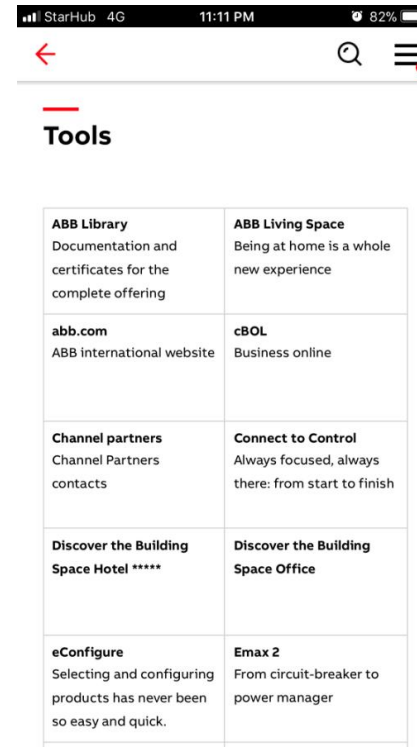 StarHub 4G 11:11 PM 82%
Tools
ABB Library
Documentation and
certificates for the
complete offering
ABB Living Space
Being at home is a whole
new experience
abb.com
ABB international website
cBOL
Business online
Channel partners
Channel Partners
contacts
Connect to Control
Always focused, always
there: from start to finish
Discover the Building
Space Hotel *****
Discover the Building
Space Office
eConfigure
Selecting and configuring
products has never been
so easy and quick.
Emax 2
From circuit-breaker to
power manager